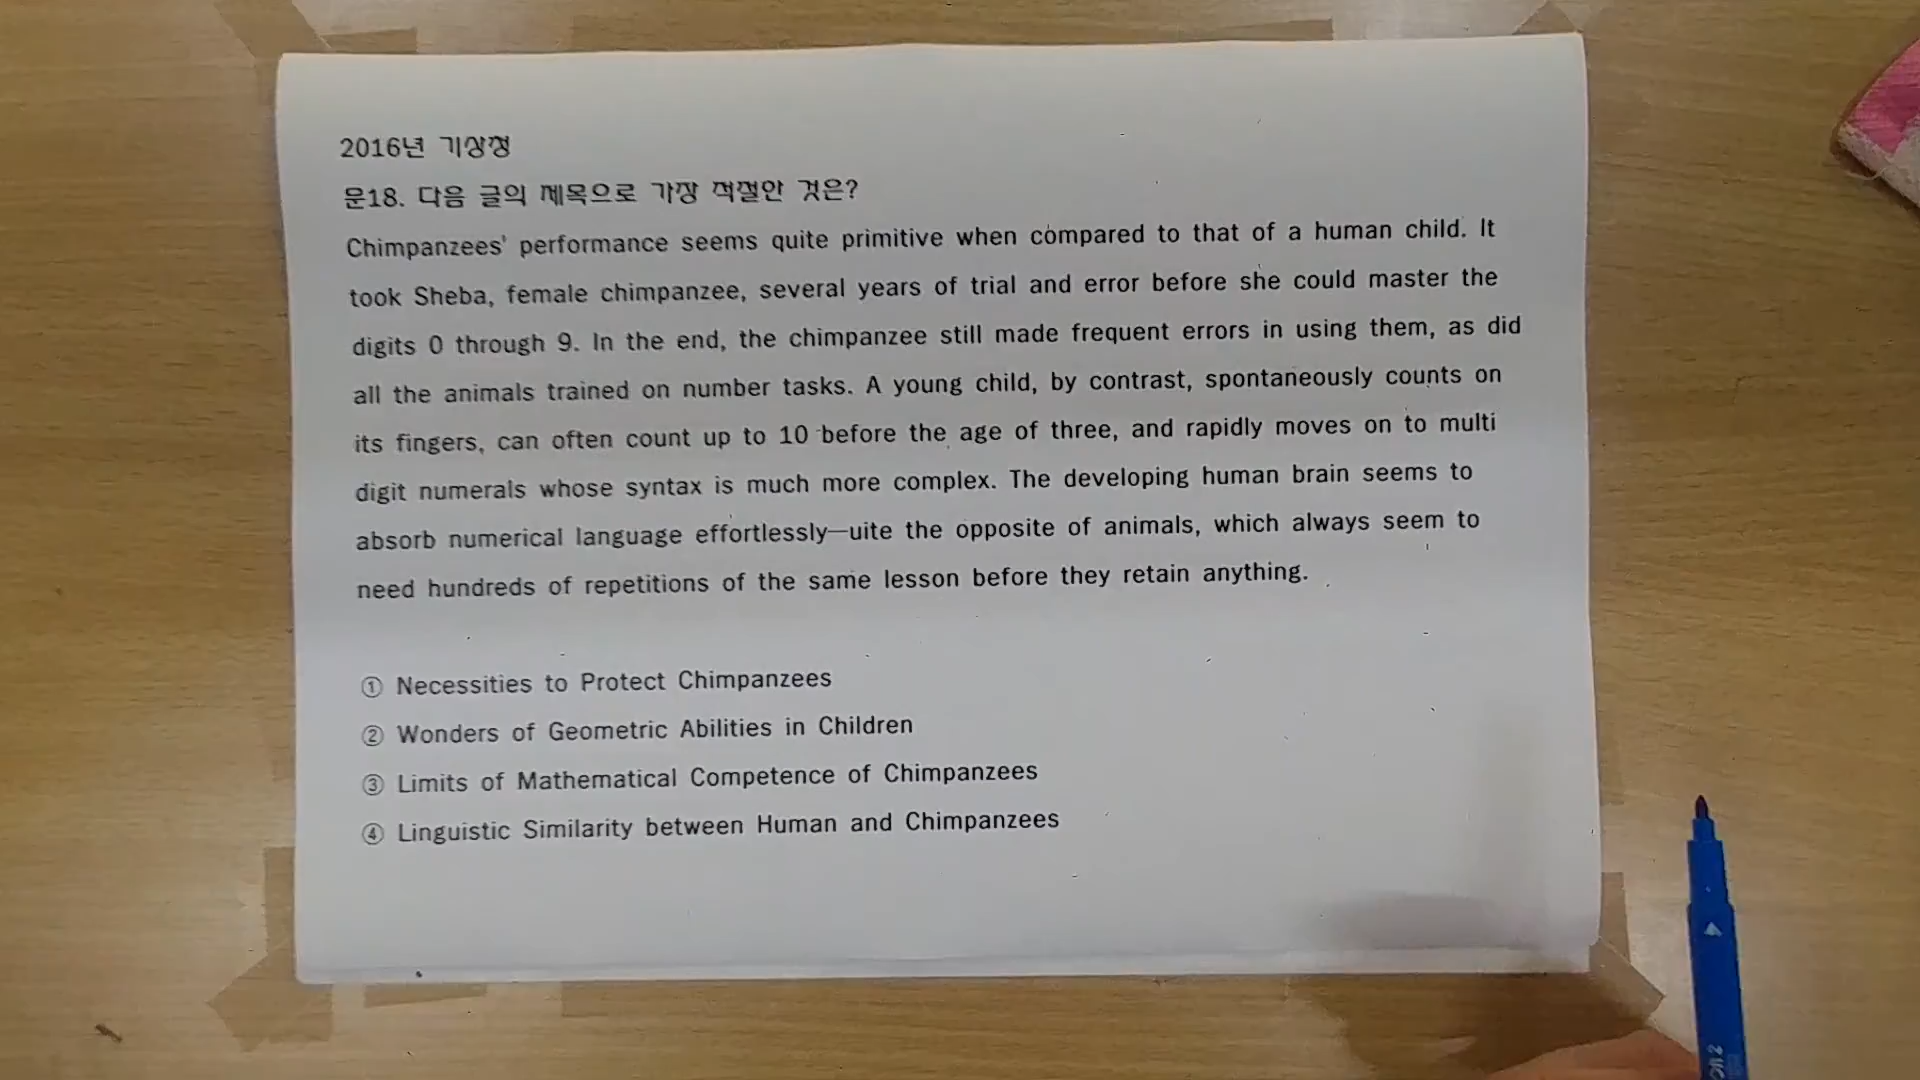 2016년 기상청
문18. 다음 글의 제목으로 가장 적절한 것은?
Chimpanzees' performance seems quite primitive when compared to that of a human child. It
took Sheba, female chimpanzee, several years of trial and error before she could master the
digits 0 through 9. In the end, the chimpanzee still made frequent errors in using them, as did
all the animals trained on number tasks. A young child, by contrast, spontaneously counts on
its fingers, can often count up to 10 before the age of three, and rapidly moves on to multi
digit numerals whose syntax is much more complex. The developing human brain seems to
absorb numerical language effortlessly—uite the opposite of animals, which always seem to
need hundreds of repetitions of the same lesson before they retain anything.
① Necessities to Protect Chimpanzees
② Wonders of Geometric Abilities in Children
③ Limits of Mathematical Competence of Chimpanzees
④ Linguistic Similarity between Human and Chimpanzees